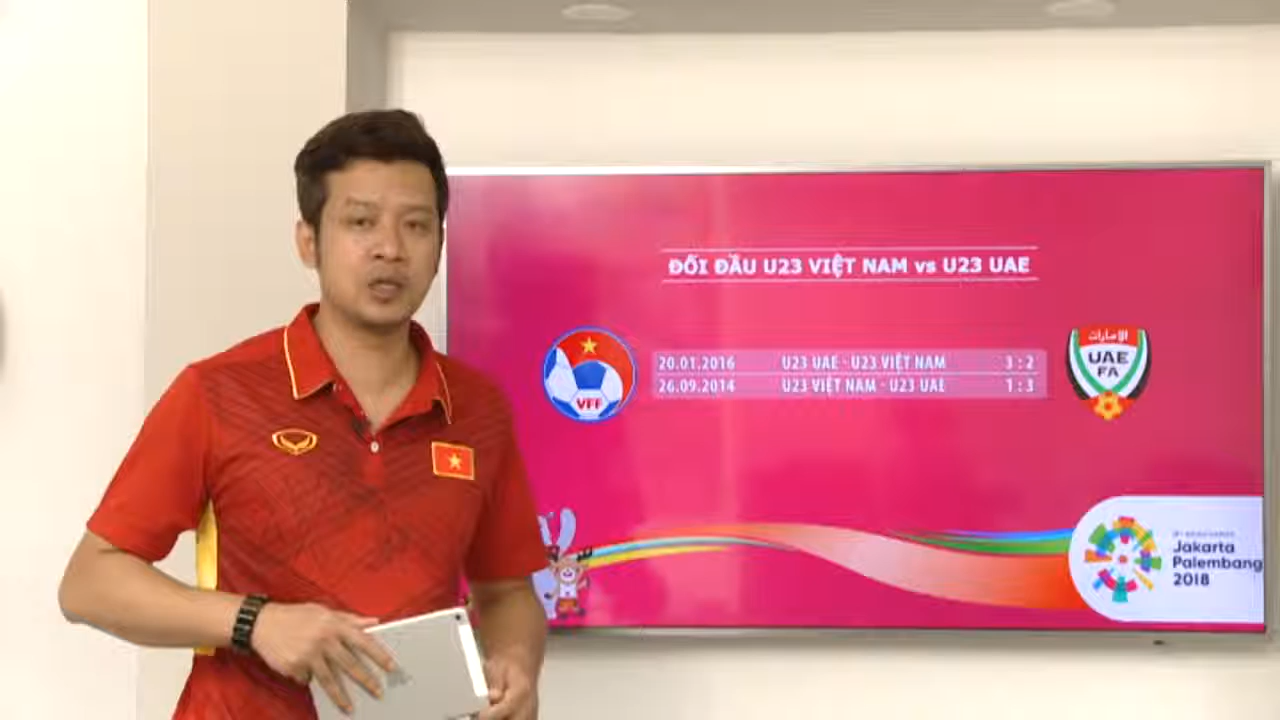 ĐỐI ĐẦU U23 VIỆT NAM vs U23 UAE
20.01.2016 U23 UAE - U23 VIỆT NAM 3 : 2
26.09.2014 U23 VIỆT NAM - U23 UAE 1 : 3
VFF
الإمارات
UAE
FA
Jakarta
Palembang
2018